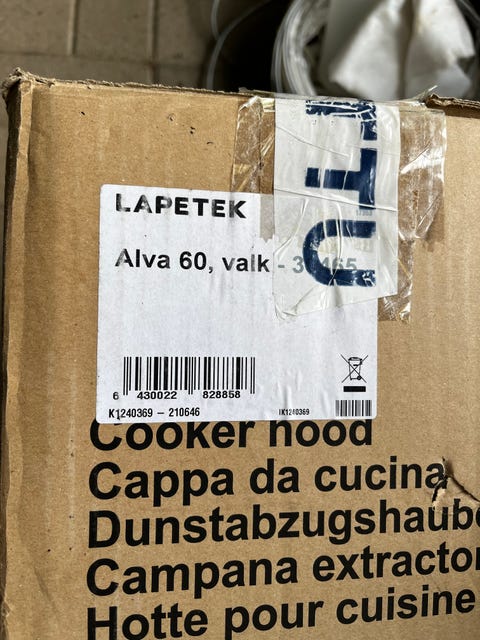 LAPETEK
Alva 60, valk - 465
6 430022 828858
K1240369 - 210646
IK1240369
Cooker hood
Cappa da cucina
Dunstabzugshaube
Campana extractor
Hotte pour cuisine